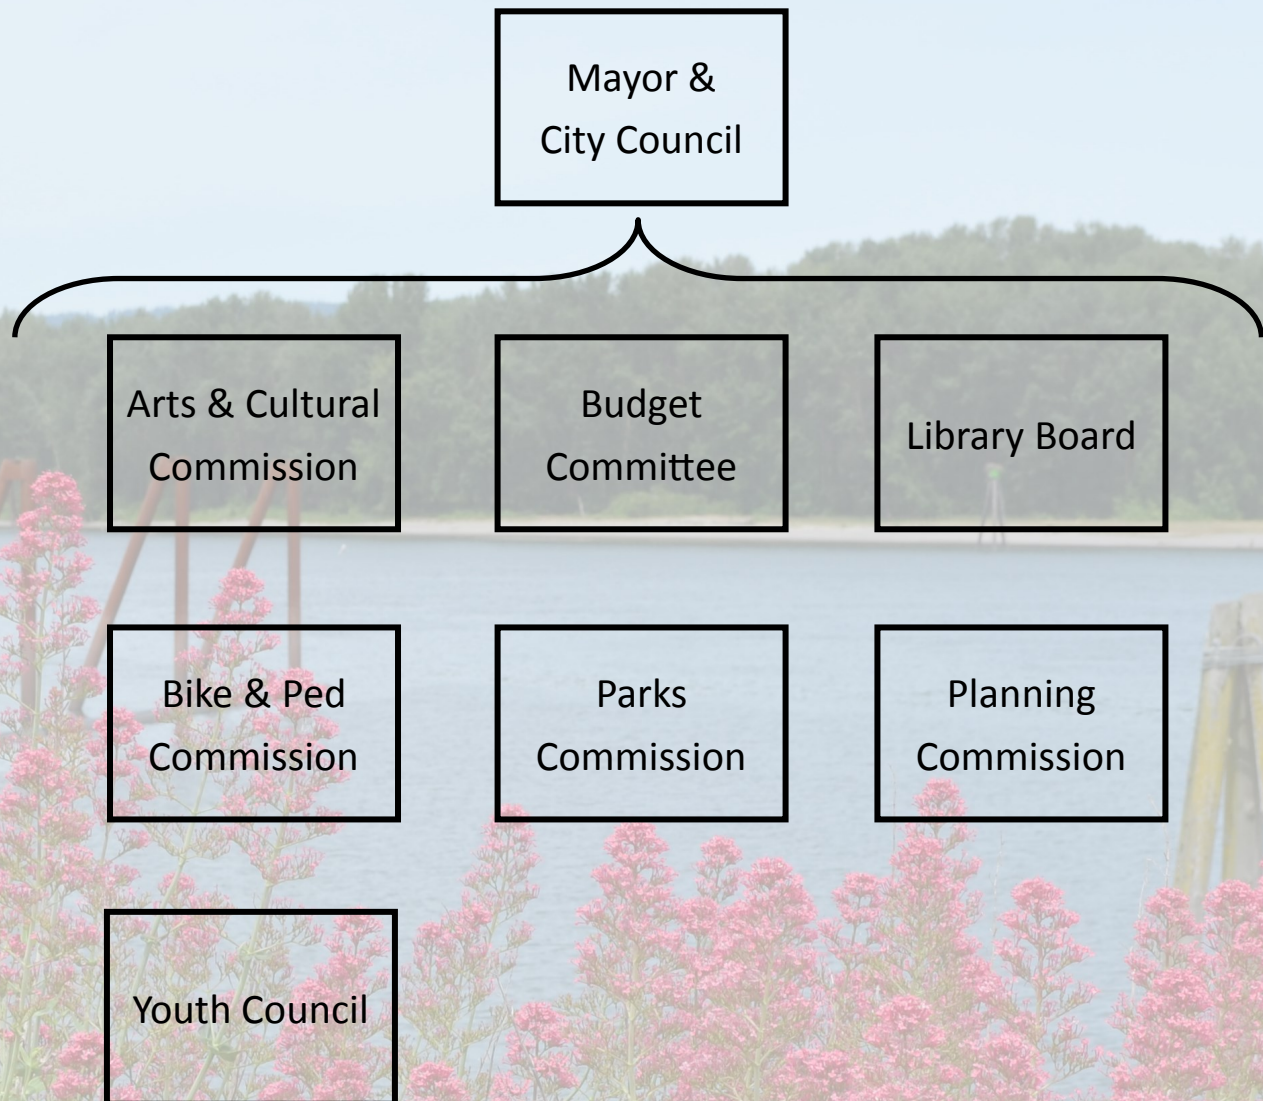 Mayor &
City Council
Arts & Cultural
Commission
Budget
Committee
Library Board
Bike & Ped
Commission
Parks
Commission
Planning
Commission
Youth Council